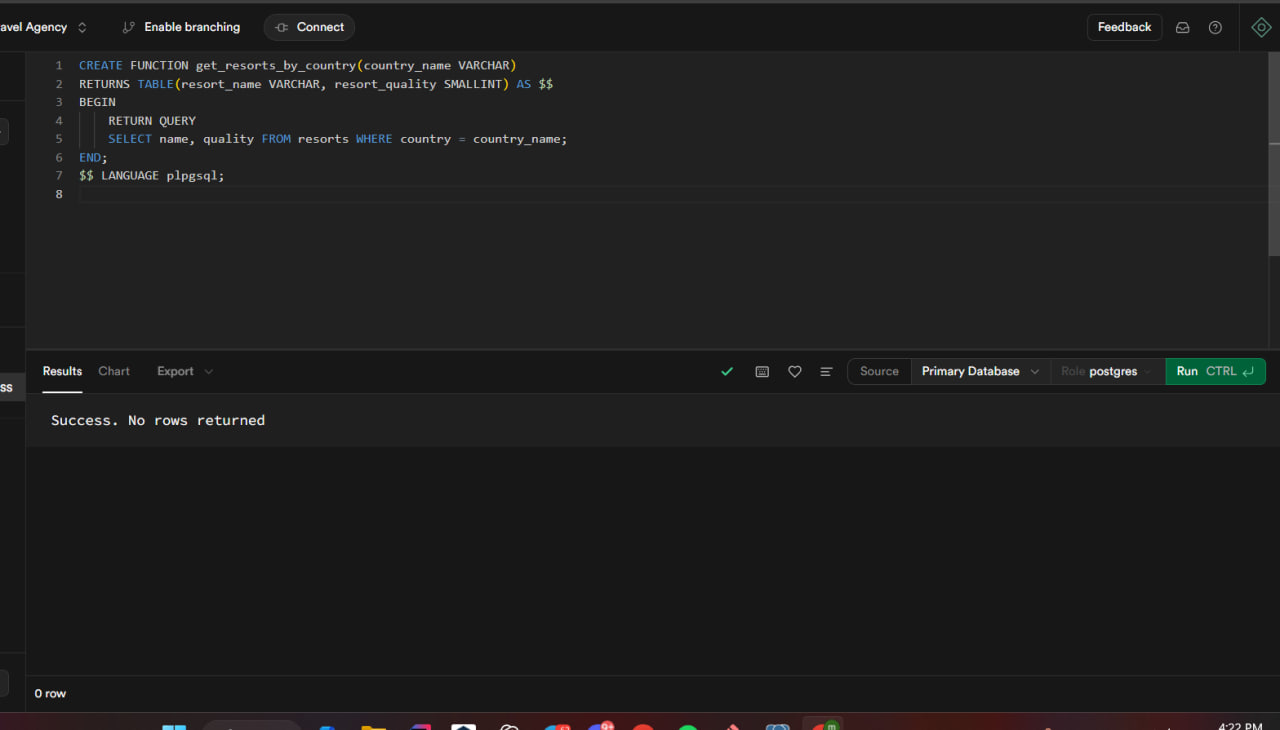 avel Agency Enable branching Connect Feedback
1 CREATE FUNCTION get_resorts_by_country(country_name VARCHAR)
2 RETURNS TABLE(resort_name VARCHAR, resort_quality SMALLINT) AS $$
3 BEGIN
4 RETURN QUERY
5 SELECT name, quality FROM resorts WHERE country = country_name;
6 END;
7 $$ LANGUAGE plpgsql;
8
ss
Results Chart Export Source Primary Database Role postgres Run CTRL
Success. No rows returned
0 row
9+
m
4:22 PM